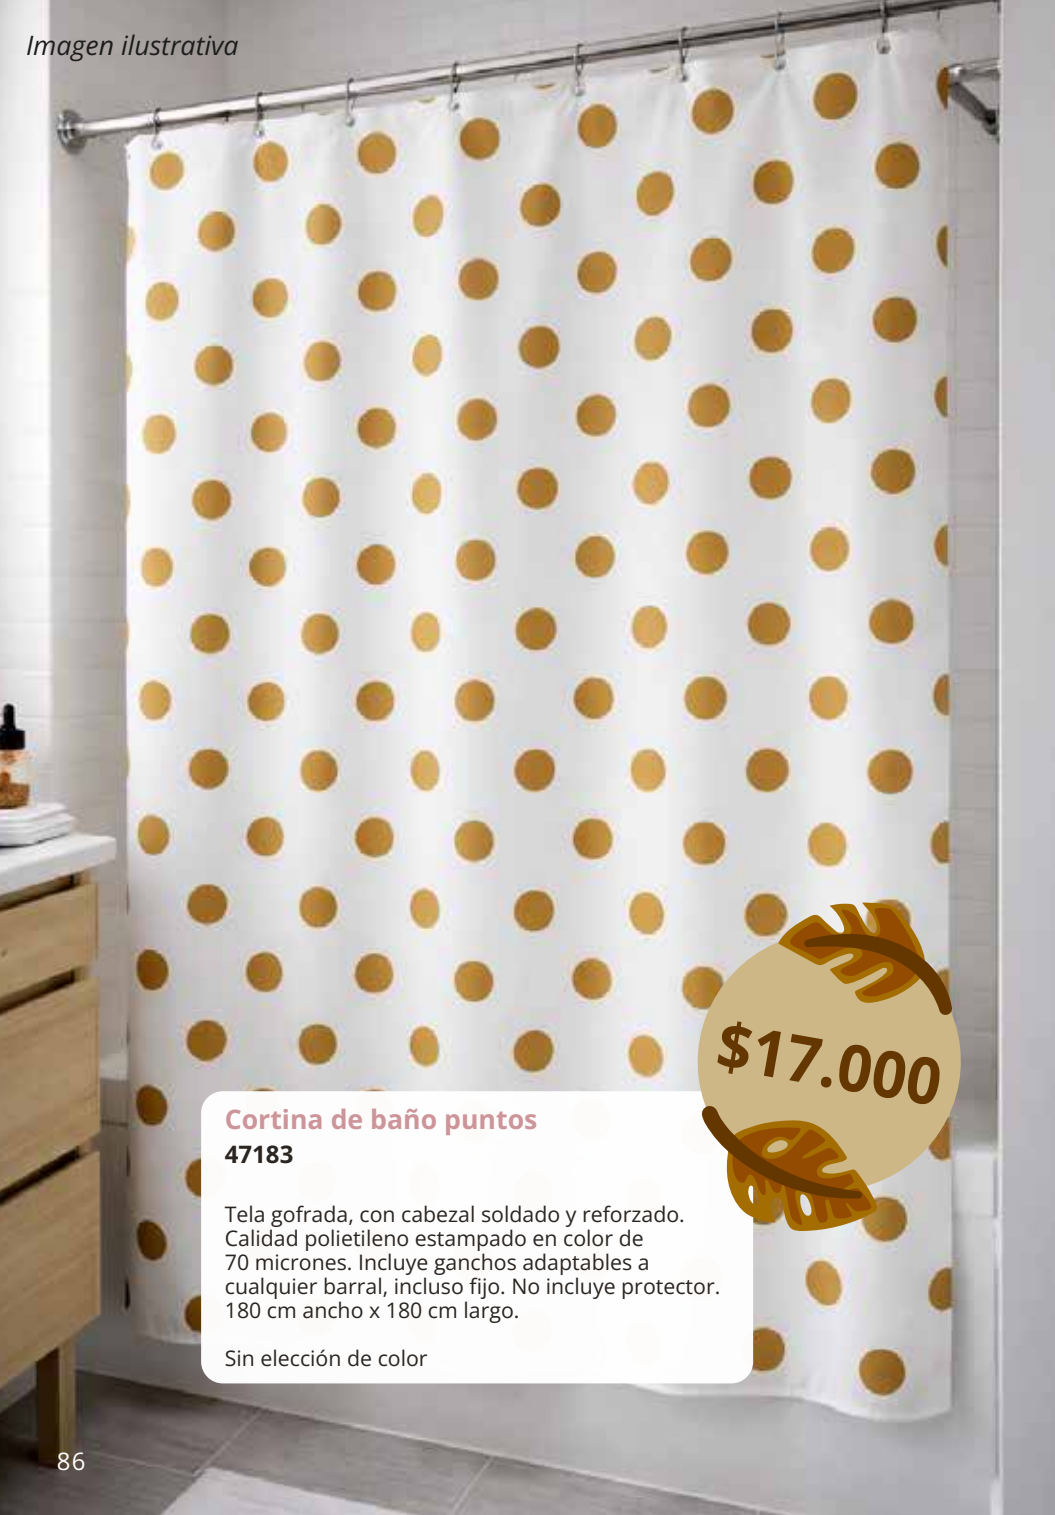 Imagen ilustrativa
$17.000
Cortina de baño puntos
47183
Tela gofrada, con cabezal soldado y reforzado.
Calidad polietileno estampado en color de
70 micrones. Incluye ganchos adaptables a
cualquier barral, incluso fijo. No incluye protector.
180 cm ancho x 180 cm largo.
Sin elección de color
86